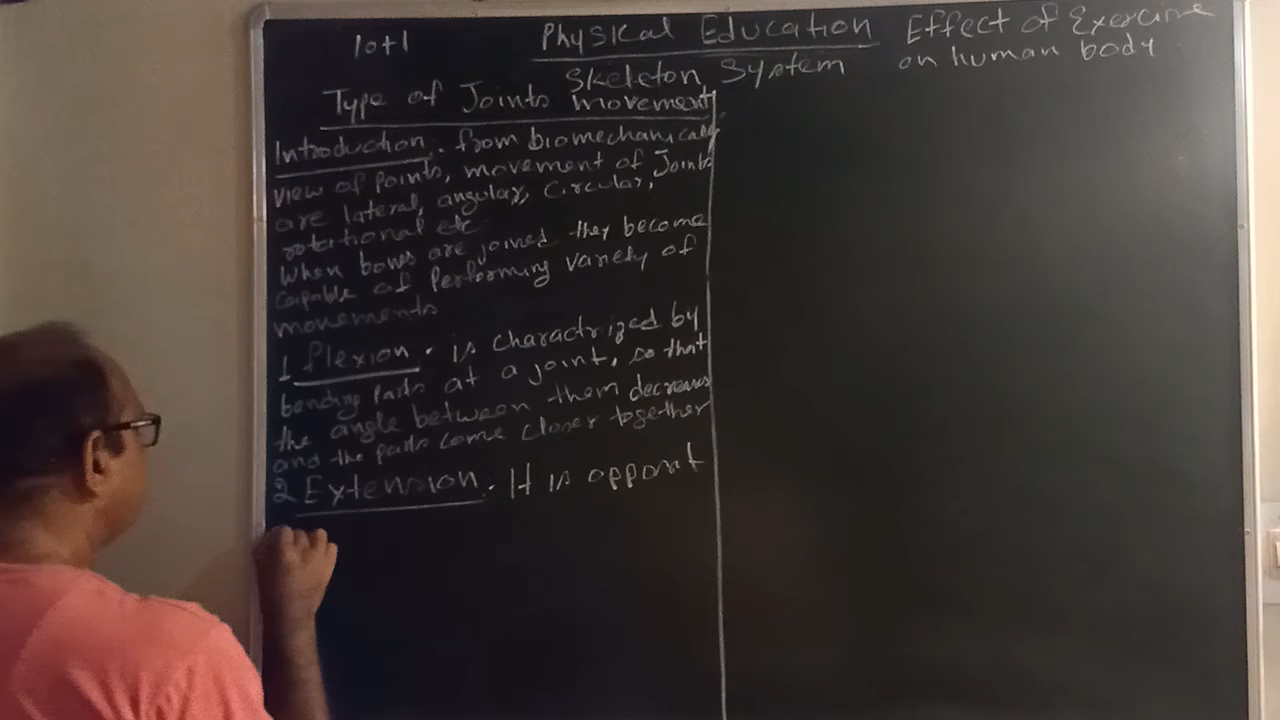 10+1
Physical Education Effect of Exercise
Skeleton System on human body
Type of Joints movement
Introduction. from biomechanically
view of points, movement of Joints
are lateral, angular, Circular,
rotational etc
When bones are joined they become
capable of performing variety of
movements
1 flexion. is charactrized by
bending parts at a joint, so that
the angle between them decreases
and the parts come closer together
2 Extension. It is opposit